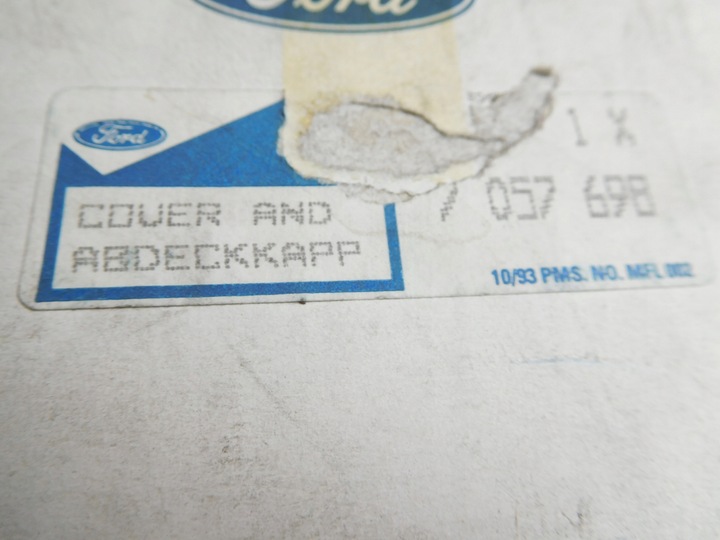 Ford
Ford
1 X
7 057 698
COVER AND
ABDECKKAPP
10/93 PMS. NO. MFL 002